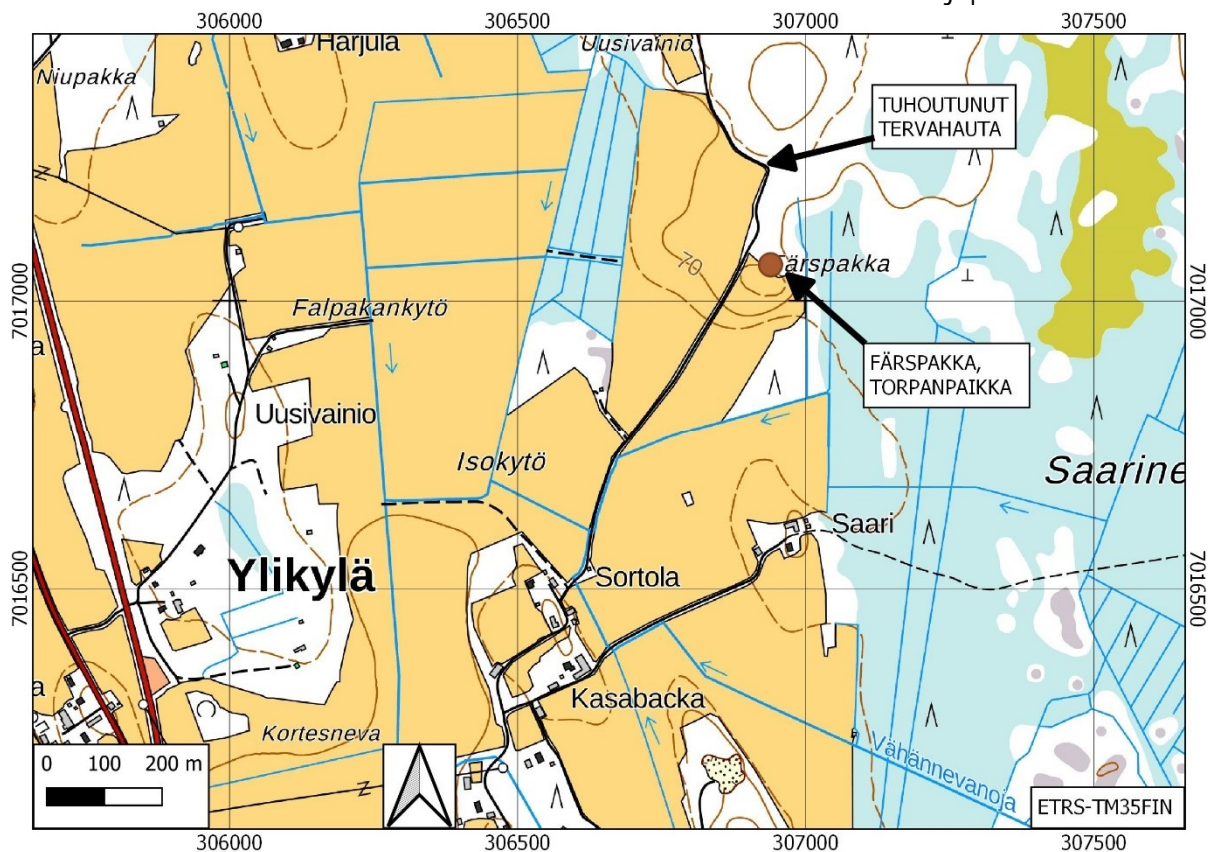 306000
306500
307000
307500
Harjula
Uusivainio
Niupakka
TUHOUTUNUT
TERVAHAUTA
70
ärspakka
7017000
7017000
Falpakankytö
a
FÄRSPAKKA,
TORPANPAIKKA
Uusivainio
Isokytö
Saarine
Saari
Ylikylä
Sortola
7016500
7016500
a
Kasabacka
Kortesneva
Vähännevanoja
0 100 200 m
ETRS-TM35FIN
306000
306500
307000
307500